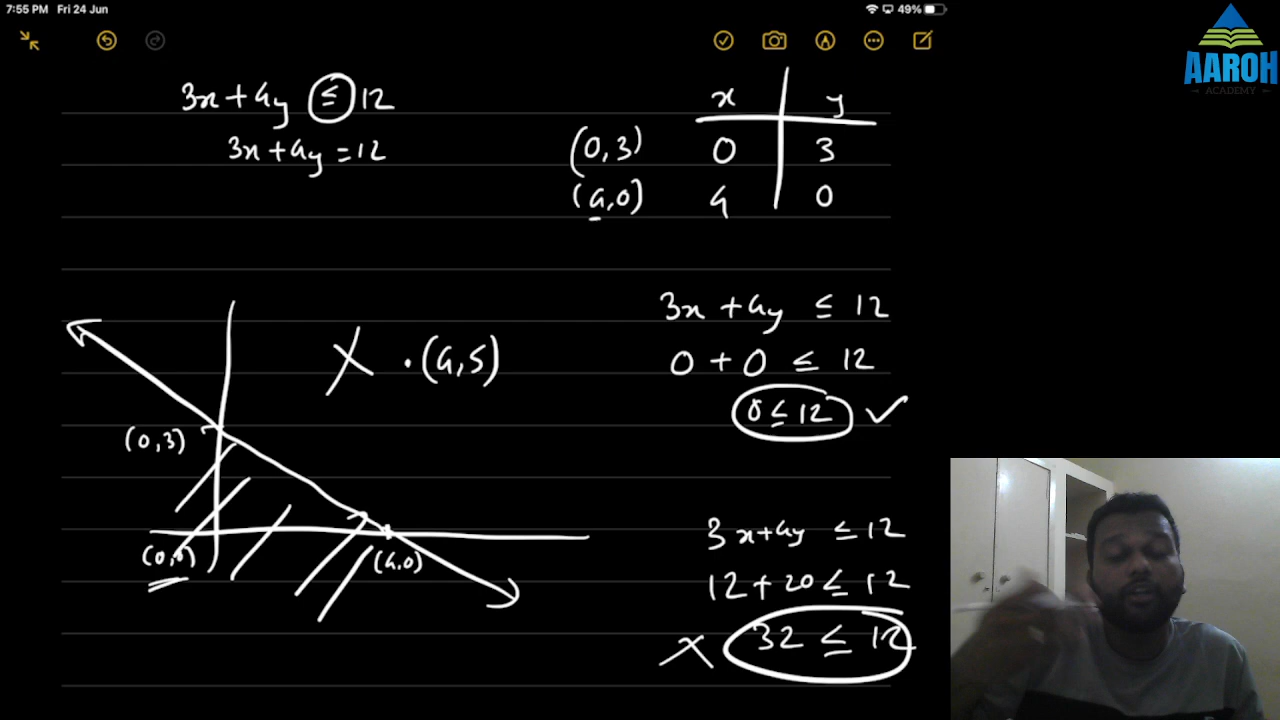 7:55 PM Fri 24 Jun
49%
AAROH
ACADEMY
3x + 4y ≤ 12
3x + 4y = 12
x y
(0,3) 0 3
(4,0) 4 0
3x + 4y ≤ 12
0 + 0 ≤ 12
0 ≤ 12 ✓
X · (4,5)
(0,3)
(0,0)
(4,0)
3x+4y ≤ 12
12 + 20 ≤ 12
X 32 ≤ 12